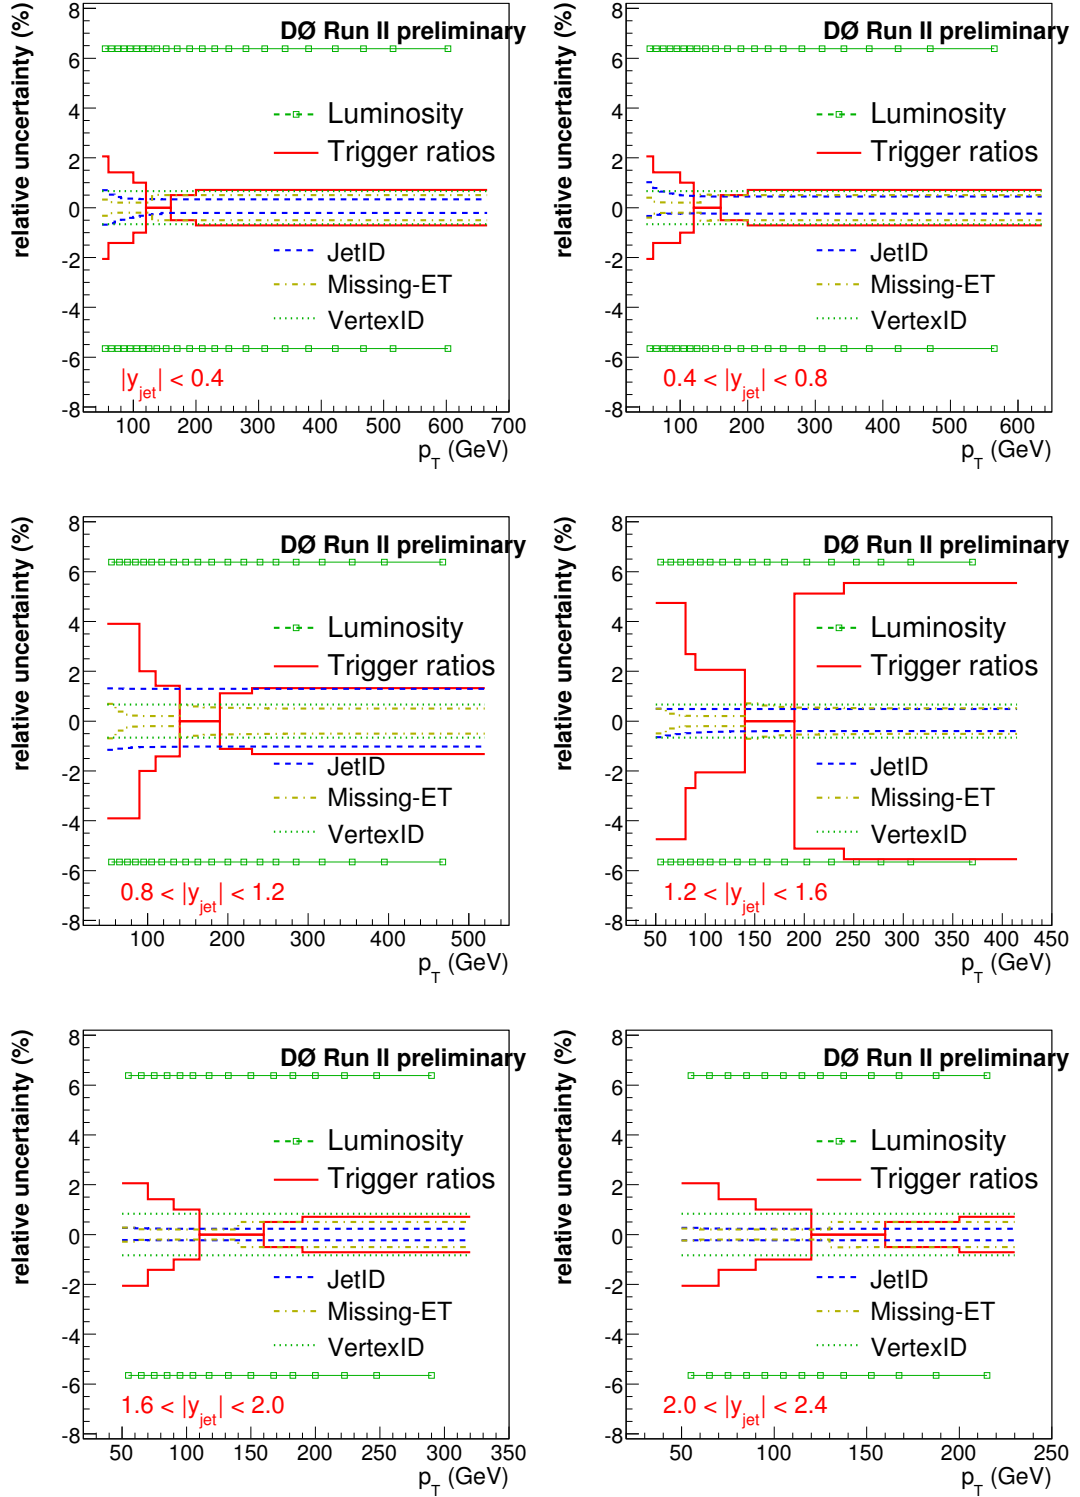 DØ Run II preliminary
relative uncertainty (%)
8
6
4
2
0
-2
-4
-6
-8
Luminosity
Trigger ratios
JetID
Missing-ET
VertexID
|y_jet| < 0.4
100 200 300 400 500 600 700
p_T (GeV)
DØ Run II preliminary
relative uncertainty (%)
8
6
4
2
0
-2
-4
-6
-8
Luminosity
Trigger ratios
JetID
Missing-ET
VertexID
0.4 < |y_jet| < 0.8
100 200 300 400 500 600
p_T (GeV)
DØ Run II preliminary
relative uncertainty (%)
8
6
4
2
0
-2
-4
-6
-8
Luminosity
Trigger ratios
JetID
Missing-ET
VertexID
0.8 < |y_jet| < 1.2
100 200 300 400 500
p_T (GeV)
DØ Run II preliminary
relative uncertainty (%)
8
6
4
2
0
-2
-4
-6
-8
Luminosity
Trigger ratios
JetID
Missing-ET
VertexID
1.2 < |y_jet| < 1.6
50 100 150 200 250 300 350 400 450
p_T (GeV)
DØ Run II preliminary
relative uncertainty (%)
8
6
4
2
0
-2
-4
-6
-8
Luminosity
Trigger ratios
JetID
Missing-ET
VertexID
1.6 < |y_jet| < 2.0
50 100 150 200 250 300 350
p_T (GeV)
DØ Run II preliminary
relative uncertainty (%)
8
6
4
2
0
-2
-4
-6
-8
Luminosity
Trigger ratios
JetID
Missing-ET
VertexID
2.0 < |y_jet| < 2.4
50 100 150 200 250
p_T (GeV)